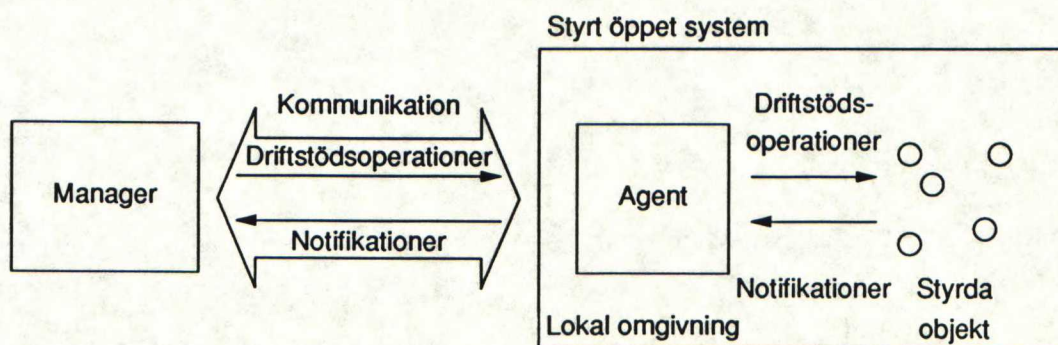 Styrt öppet system
Kommunikation
Driftstödsoperationer
Notifikationer
Manager
Agent
Driftstöds-
operationer
Notifikationer
Styrda
objekt
Lokal omgivning